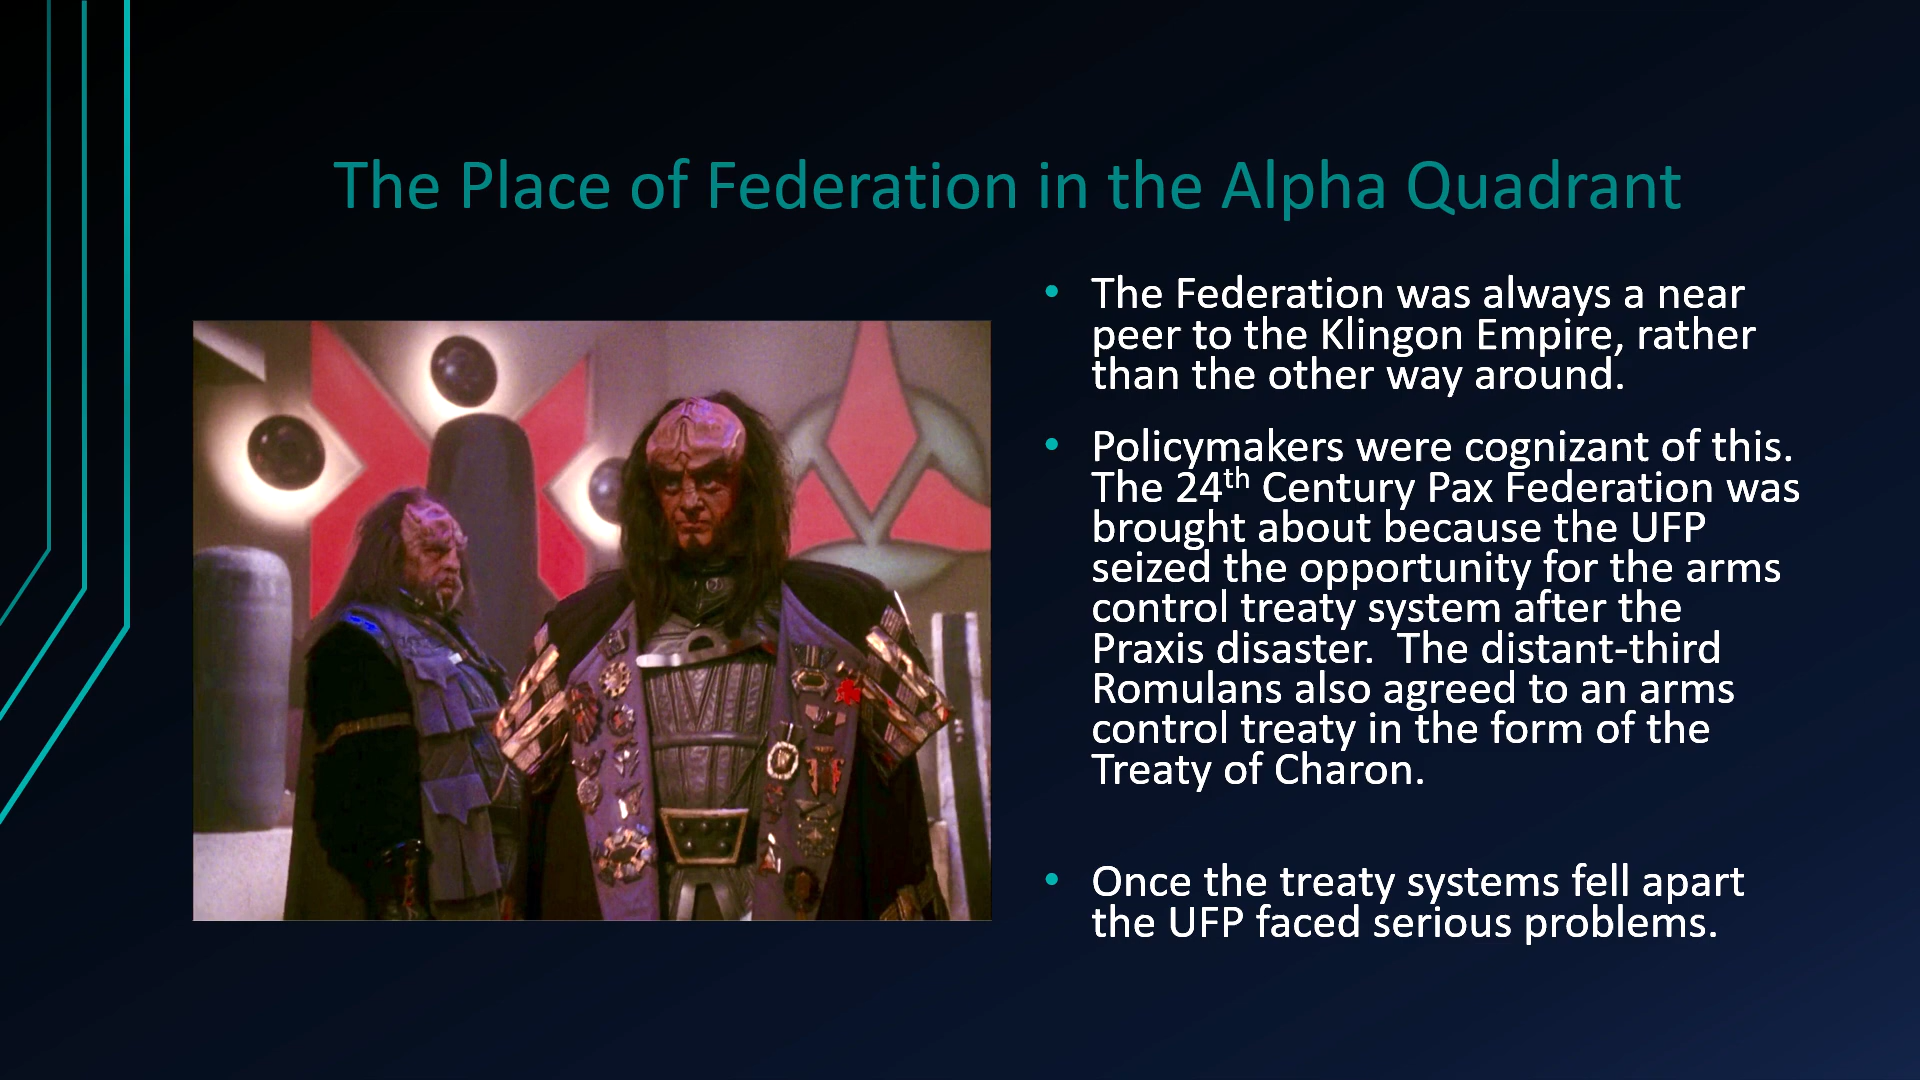 The Place of Federation in the Alpha Quadrant
• The Federation was always a near
peer to the Klingon Empire, rather
than the other way around.
• Policymakers were cognizant of this.
The 24th Century Pax Federation was
brought about because the UFP
seized the opportunity for the arms
control treaty system after the
Praxis disaster.  The distant-third
Romulans also agreed to an arms
control treaty in the form of the
Treaty of Charon.
• Once the treaty systems fell apart
the UFP faced serious problems.